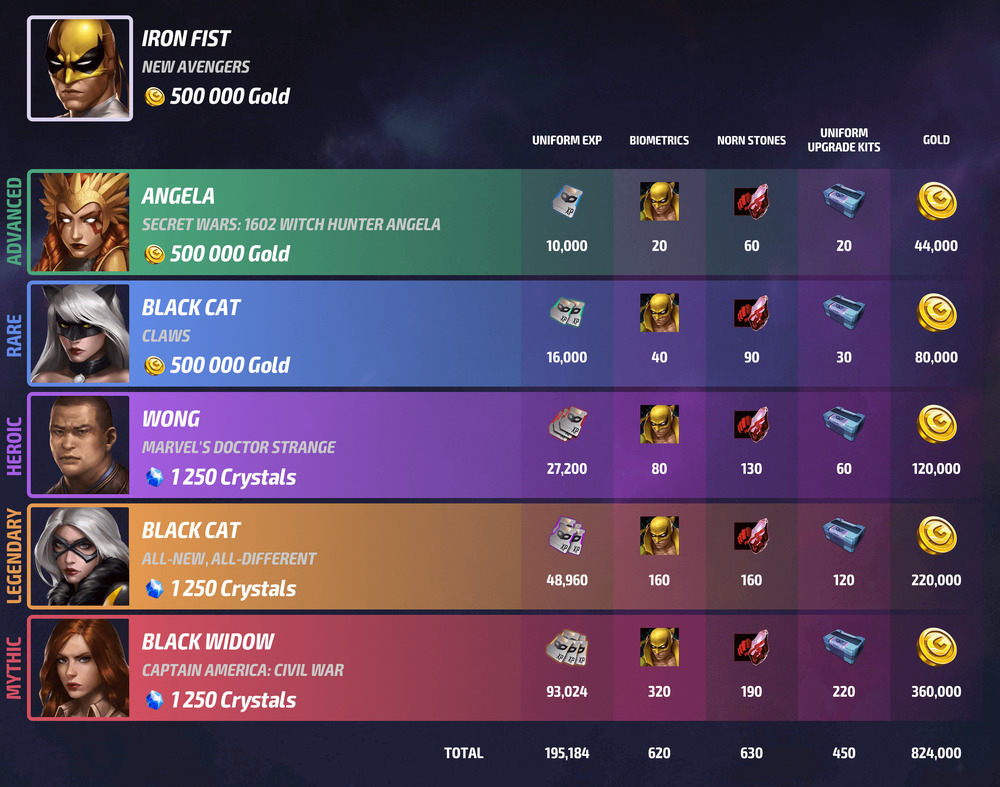 IRON FIST
NEW AVENGERS
500 000 Gold
UNIFORM EXP BIOMETRICS NORN STONES UNIFORM UPGRADE KITS GOLD
ADVANCED
ANGELA
SECRET WARS: 1602 WITCH HUNTER ANGELA
500 000 Gold
10,000 20 60 20 44,000
RARE
BLACK CAT
CLAWS
500 000 Gold
16,000 40 90 30 80,000
HEROIC
WONG
MARVEL'S DOCTOR STRANGE
1 250 Crystals
27,200 80 130 60 120,000
LEGENDARY
BLACK CAT
ALL-NEW, ALL-DIFFERENT
1 250 Crystals
48,960 160 160 120 220,000
MYTHIC
BLACK WIDOW
CAPTAIN AMERICA: CIVIL WAR
1 250 Crystals
93,024 320 190 220 360,000
TOTAL 195,184 620 630 450 824,000